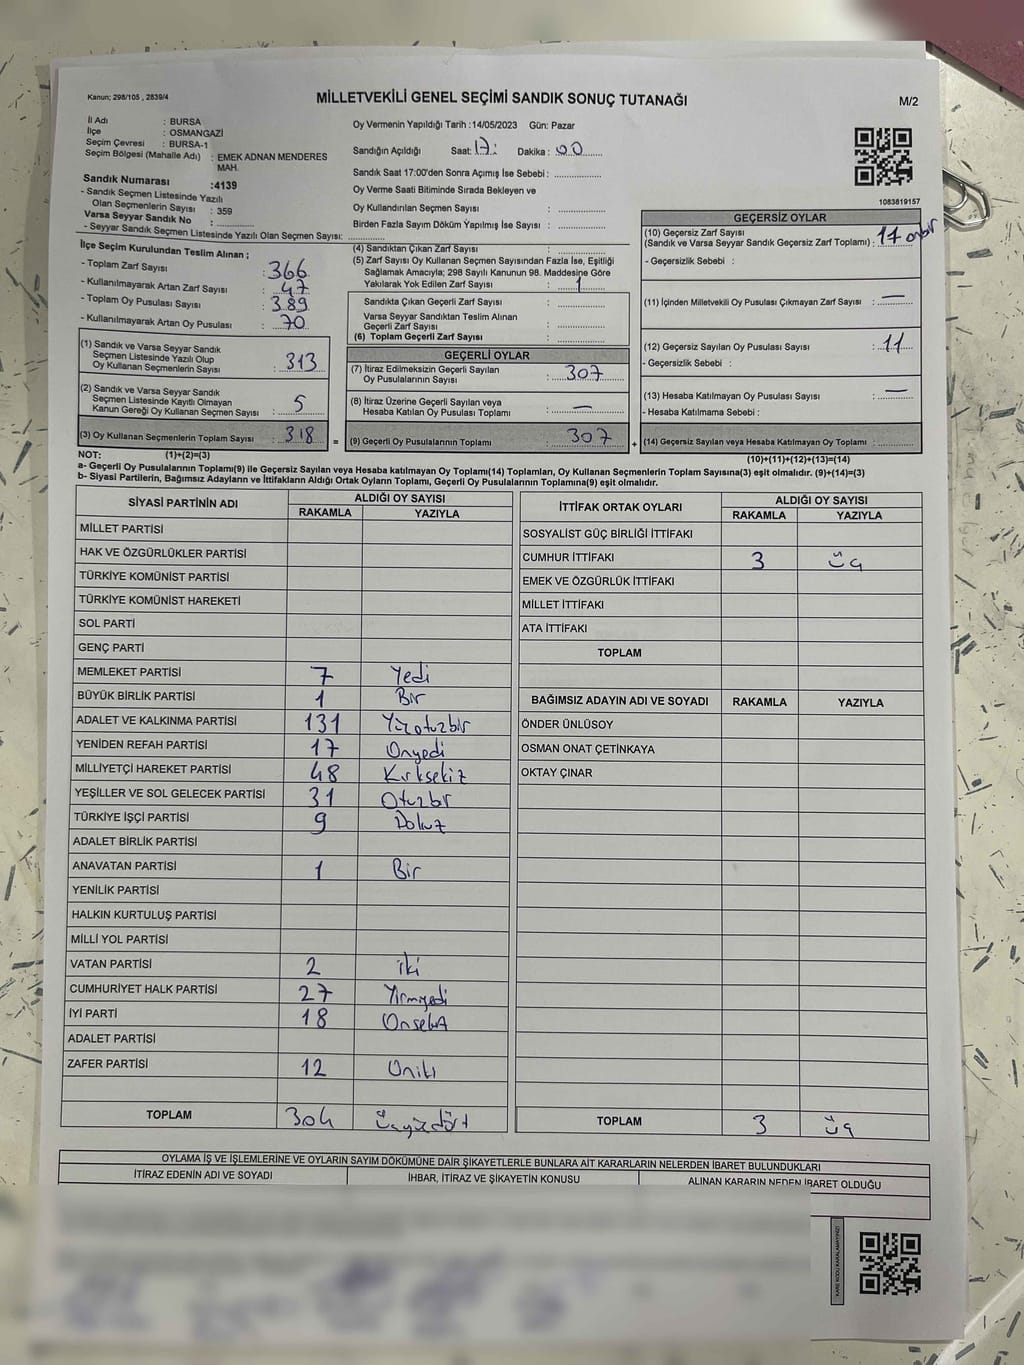 Kanun; 298/105 , 2839/4
MİLLETVEKİLİ GENEL SEÇİMİ SANDIK SONUÇ TUTANAĞI
M/2
İl Adı : BURSA
İlçe : OSMANGAZİ
Seçim Çevresi : BURSA-1
Seçim Bölgesi (Mahalle Adı) : EMEK ADNAN MENDERES MAH.
Sandık Numarası :4139
- Sandık Seçmen Listesinde Yazılı
Olan Seçmenlerin Sayısı : 359
Varsa Seyyar Sandık No :
- Seyyar Sandık Seçmen Listesinde Yazılı Olan Seçmen Sayısı:
İlçe Seçim Kurulundan Teslim Alınan ;
- Toplam Zarf Sayısı : 366
- Kullanılmayarak Artan Zarf Sayısı : 47
- Toplam Oy Pusulası Sayısı : 389
- Kullanılmayarak Artan Oy Pusulası : 70
(1) Sandık ve Varsa Seyyar Sandık
Seçmen Listesinde Yazılı Olup
Oy Kullanan Seçmenlerin Sayısı : 313
(2) Sandık ve Varsa Seyyar Sandık
Seçmen Listesinde Kayıtlı Olmayan
Kanun Gereği Oy Kullanan Seçmen Sayısı : 5
(3) Oy Kullanan Seçmenlerin Toplam Sayısı : 318 =
Oy Vermenin Yapıldığı Tarih :14/05/2023 Gün: Pazar
Sandığın Açıldığı Saat: 17: Dakika : 00
Sandık Saat 17:00'den Sonra Açımış İse Sebebi :
Oy Verme Saati Bitiminde Sırada Bekleyen ve
Oy Kullandırılan Seçmen Sayısı :
Birden Fazla Sayım Döküm Yapılmış İse Sayısı :
(4) Sandıktan Çıkan Zarf Sayısı :
(5) Zarf Sayısı Oy Kullanan Seçmen Sayısından Fazla İse, Eşitliği
Sağlamak Amacıyla; 298 Sayılı Kanunun 98. Maddesine Göre
Yakılarak Yok Edilen Zarf Sayısı : 1
Sandıkta Çıkan Geçerli Zarf Sayısı :
Varsa Seyyar Sandıktan Teslim Alınan
Geçerli Zarf Sayısı :
(6) Toplam Geçerli Zarf Sayısı :
GEÇERLİ OYLAR
(7) İtiraz Edilmeksizin Geçerli Sayılan
Oy Pusulalarının Sayısı : 307
(8) İtiraz Üzerine Geçerli Sayılan veya
Hesaba Katılan Oy Pusulası Toplamı : —
(9) Geçerli Oy Pusulalarının Toplamı : 307 +
1083819157
GEÇERSİZ OYLAR
(10) Geçersiz Zarf Sayısı
(Sandık ve Varsa Seyyar Sandık Geçersiz Zarf Toplamı) : 11 onbir
- Geçersizlik Sebebi :
(11) İçinden Milletvekili Oy Pusulası Çıkmayan Zarf Sayısı : —
(12) Geçersiz Sayılan Oy Pusulası Sayısı : 11
- Geçersizlik Sebebi :
(13) Hesaba Katılmayan Oy Pusulası Sayısı : —
- Hesaba Katılmama Sebebi :
(14) Geçersiz Sayılan veya Hesaba Katılmayan Oy Toplamı :
NOT: (1)+(2)=(3) (10)+(11)+(12)+(13)=(14)
a- Geçerli Oy Pusulalarının Toplamı(9) ile Geçersiz Sayılan veya Hesaba katılmayan Oy Toplamı(14) Toplamları, Oy Kullanan Seçmenlerin Toplam Sayısına(3) eşit olmalıdır. (9)+(14)=(3)
b- Siyasi Partilerin, Bağımsız Adayların ve İttifakların Aldığı Ortak Oyların Toplamı, Geçerli Oy Pusulalarının Toplamına(9) eşit olmalıdır.
SİYASİ PARTİNİN ADI ALDIĞI OY SAYISI
RAKAMLA YAZIYLA
MİLLET PARTİSİ
HAK VE ÖZGÜRLÜKLER PARTİSİ
TÜRKİYE KOMÜNİST PARTİSİ
TÜRKİYE KOMÜNİST HAREKETİ
SOL PARTİ
GENÇ PARTİ
MEMLEKET PARTİSİ 7 Yedi
BÜYÜK BİRLİK PARTİSİ 1 Bir
ADALET VE KALKINMA PARTİSİ 131 Yüzotuzbir
YENİDEN REFAH PARTİSİ 17 Onyedi
MİLLİYETÇİ HAREKET PARTİSİ 48 Kırksekiz
YEŞİLLER VE SOL GELECEK PARTİSİ 31 Otuzbir
TÜRKİYE İŞÇİ PARTİSİ 9 Dokuz
ADALET BİRLİK PARTİSİ
ANAVATAN PARTİSİ 1 Bir
YENİLİK PARTİSİ
HALKIN KURTULUŞ PARTİSİ
MİLLİ YOL PARTİSİ
VATAN PARTİSİ 2 iki
CUMHURİYET HALK PARTİSİ 27 Yirmiyedi
İYİ PARTİ 18 Onsekiz
ADALET PARTİSİ
ZAFER PARTİSİ 12 Oniki
TOPLAM 304 üçyüzdört
İTTİFAK ORTAK OYLARI ALDIĞI OY SAYISI
RAKAMLA YAZIYLA
SOSYALİST GÜÇ BİRLİĞİ İTTİFAKI
CUMHUR İTTİFAKI 3 üç
EMEK VE ÖZGÜRLÜK İTTİFAKI
MİLLET İTTİFAKI
ATA İTTİFAKI
TOPLAM
BAĞIMSIZ ADAYIN ADI VE SOYADI RAKAMLA YAZIYLA
ÖNDER ÜNLÜSOY
OSMAN ONAT ÇETİNKAYA
OKTAY ÇINAR
TOPLAM 3 üç
OYLAMA İŞ VE İŞLEMLERİNE VE OYLARIN SAYIM DÖKÜMÜNE DAİR ŞİKAYETLERLE BUNLARA AİT KARARLARIN NELERDEN İBARET BULUNDUKLARI
İTİRAZ EDENİN ADI VE SOYADI İHBAR, İTİRAZ VE ŞİKAYETİN KONUSU ALINAN KARARIN NEDEN İBARET OLDUĞU
KARE KODU KARALAMAYINIZ!